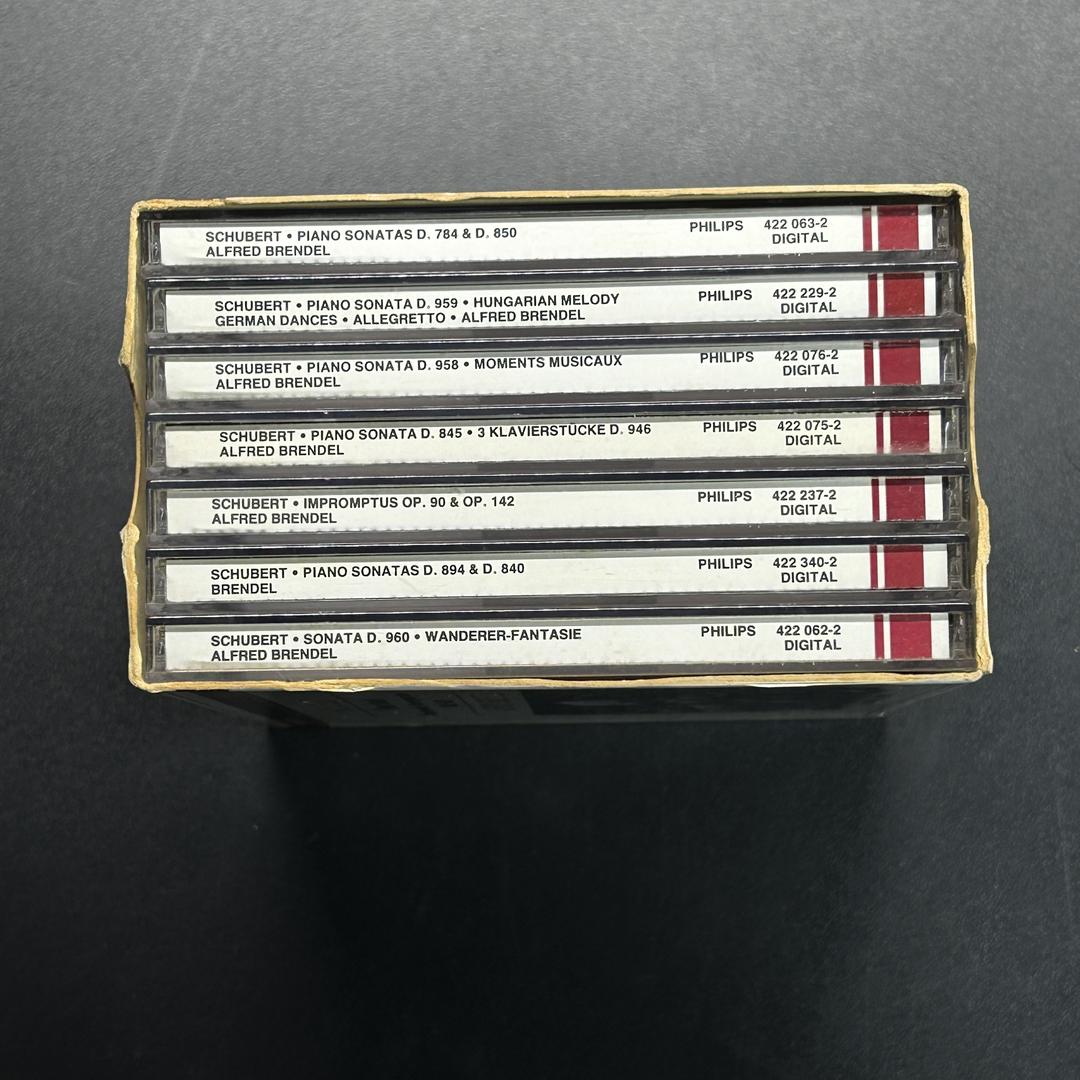 SCHUBERT • PIANO SONATAS D. 784 & D. 850 PHILIPS 422 063-2
ALFRED BRENDEL DIGITAL
SCHUBERT • PIANO SONATA D. 959 • HUNGARIAN MELODY PHILIPS 422 229-2
GERMAN DANCES • ALLEGRETTO • ALFRED BRENDEL DIGITAL
SCHUBERT • PIANO SONATA D. 958 • MOMENTS MUSICAUX PHILIPS 422 076-2
ALFRED BRENDEL DIGITAL
SCHUBERT • PIANO SONATA D. 845 • 3 KLAVIERSTÜCKE D. 946 PHILIPS 422 075-2
ALFRED BRENDEL DIGITAL
SCHUBERT • IMPROMPTUS OP. 90 & OP. 142 PHILIPS 422 237-2
ALFRED BRENDEL DIGITAL
SCHUBERT • PIANO SONATAS D. 894 & D. 840 PHILIPS 422 340-2
BRENDEL DIGITAL
SCHUBERT • SONATA D. 960 • WANDERER-FANTASIE PHILIPS 422 062-2
ALFRED BRENDEL DIGITAL